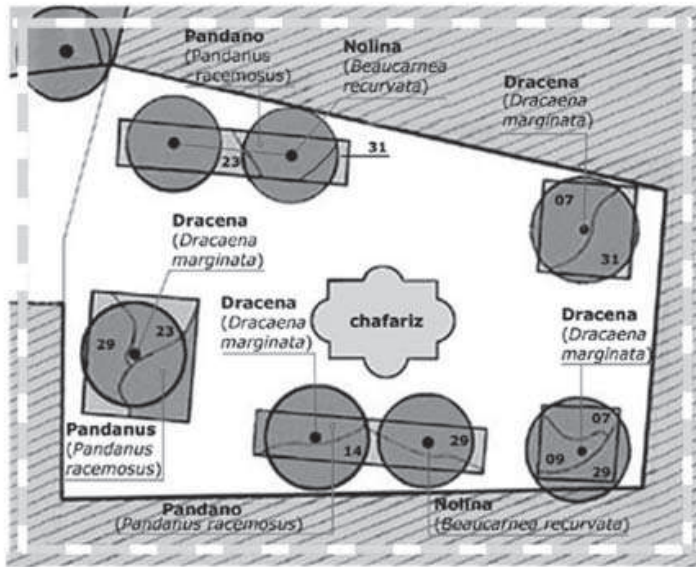 Pandano
(Pandanus
racemosus)
Nolina
(Beaucarnea
recurvata)
Dracena
(Dracaena
marginata)
23
31
07
31
Dracena
(Dracaena
marginata)
Dracena
(Dracaena
marginata)
chafariz
Dracena
(Dracaena
marginata)
29
23
Pandanus
(Pandanus
racemosus)
14
29
07
09
29
Pandano
(Pandanus racemosus)
Nolina
(Beaucarnea recurvata)